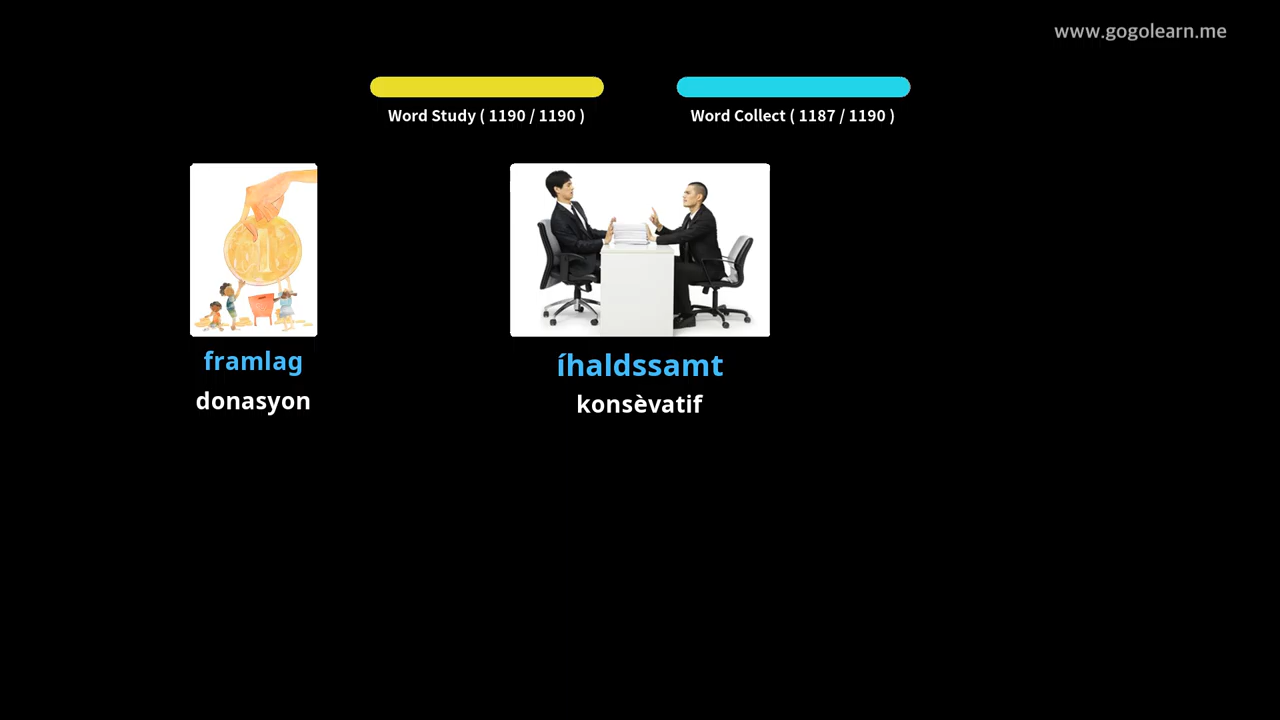 www.gogolearn.me
Word Study ( 1190 / 1190 )
Word Collect ( 1187 / 1190 )
framlag
donasyon
íhaldssamt
konsèvatif